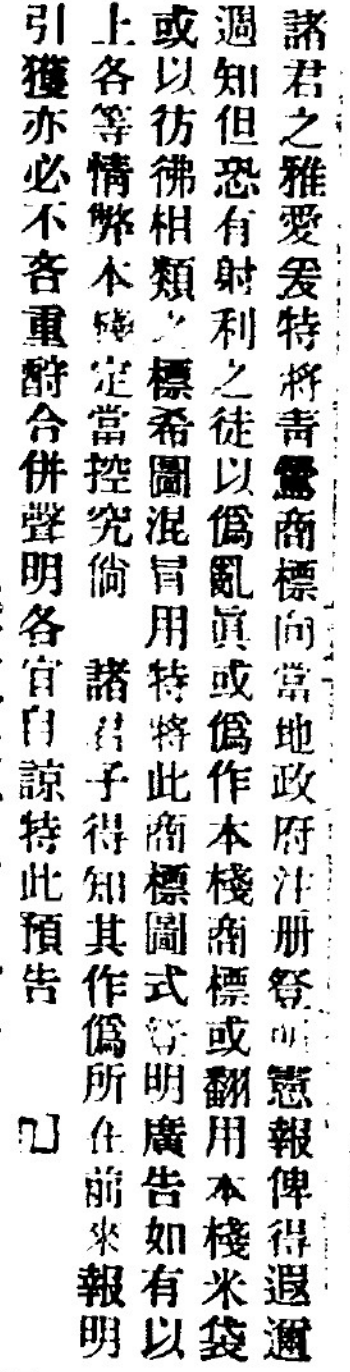 諸君之雅愛爰特將青鸞商標向當地政府注册登明憲報俾得遐邇
週知但恐有射利之徒以僞亂眞或僞作本棧商標或翻用本棧米袋
或以彷彿相類之標希圖混冒用特將此商標圖式登明廣告如有以
上各等情弊本棧定當控究倘　諸君子得知其作僞所在前來報明
引獲亦必不吝重酧合併聲明各宜自諒特此預告